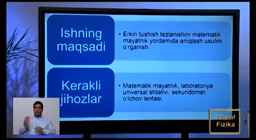 Ishning
maqsadi
• Erkin tushish tezlanishini matematik
mayatnik yordamida aniqlash usulini
o'rganish.
Kerakli
jihozlar
• Matematik mayatnik, laboratoriya
universal shtativi, sekundomer,
o'lchov lentasi.
Fizika